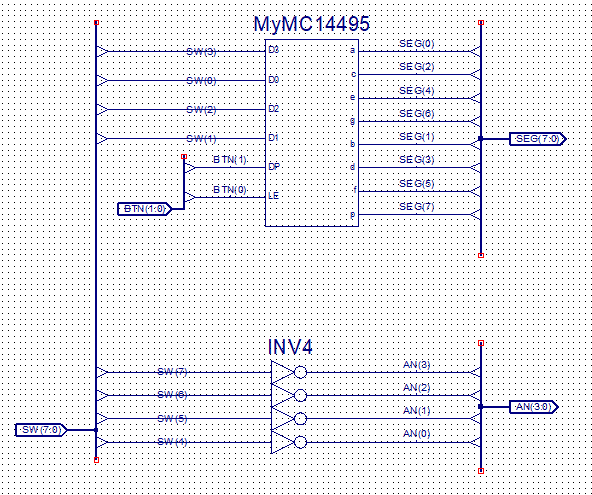 MyMC14495
SW(3) D3 a SEG(0)
c SEG(2)
SW(0) D0
e SEG(4)
SW(2) D2
g SEG(6)
SW(1) D1 b SEG(1)
SEG(7:0)
BTN(1) DP d SEG(3)
BTN(0) LE f SEG(5)
BTN(1:0)
p SEG(7)
INV4
SW(7) AN(3)
SW(6) AN(2)
AN(3:0)
SW(5) AN(1)
SW(7:0)
SW(4) AN(0)